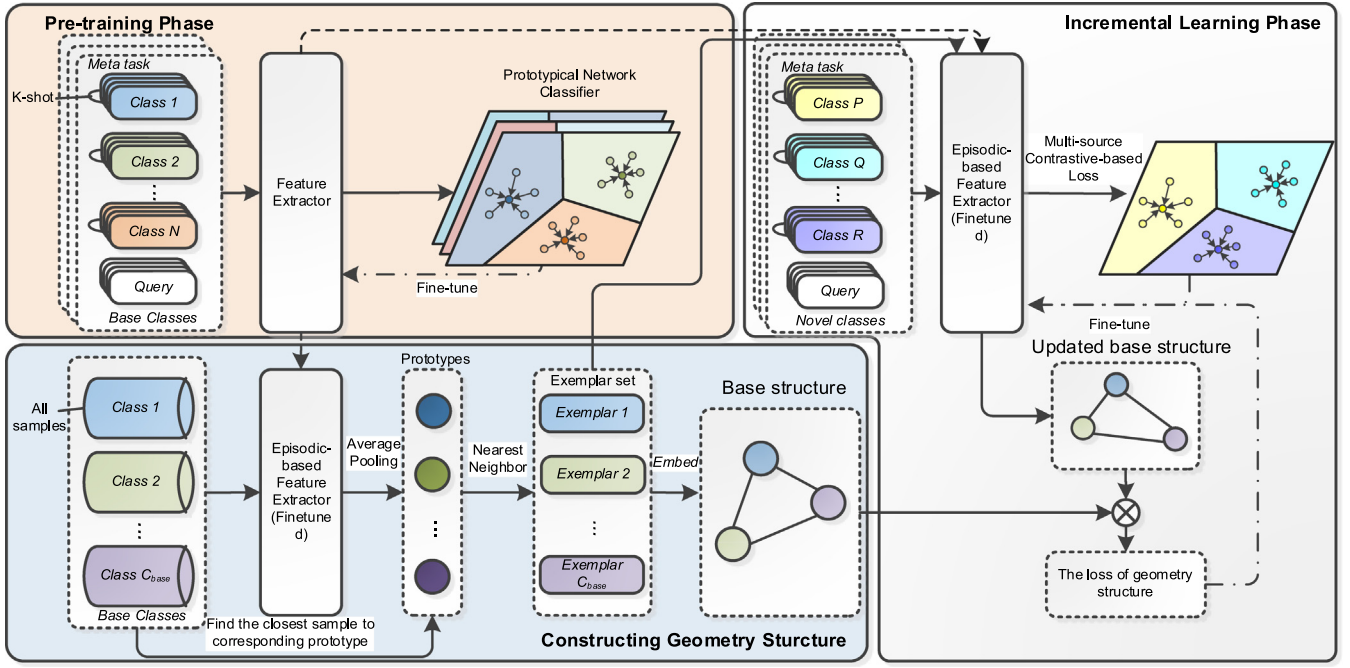 Pre-training Phase
Meta task
K-shot
Class 1
Class 2
Class N
Query
Base Classes
Feature
Extractor
Prototypical Network
Classifier
Fine-tune
Incremental Learning Phase
Meta task
Class P
Class Q
Class R
Query
Novel classes
Episodic-
based
Feature
Extractor
(Finetune
d)
Multi-source
Contrastive-based
Loss
Fine-tune
Updated base structure
The loss of geometry
structure
All
samples
Class 1
Class 2
Class C_base
Base Classes
Episodic-
based
Feature
Extractor
(Finetune
d)
Average
Pooling
Prototypes
Nearest
Neighbor
Exemplar set
Exemplar 1
Exemplar 2
Exemplar
C_base
Embed
Base structure
Find the closest sample to
corresponding prototype
Constructing Geometry Sturcture